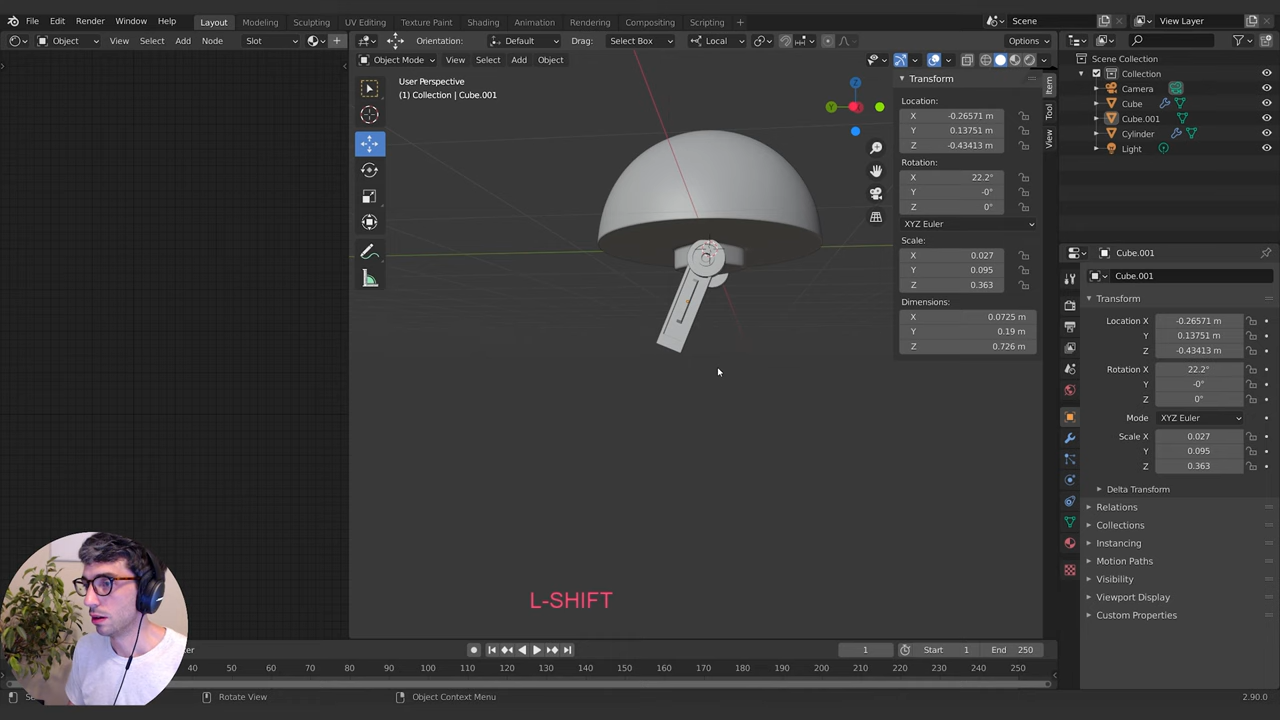 File Edit Render Window Help Layout Modeling Sculpting UV Editing Texture Paint Shading Animation Rendering Compositing Scripting + Scene View Layer
Object View Select Add Node Slot Orientation: Default Drag: Select Box Local Options
Object Mode View Select Add Object
User Perspective
(1) Collection | Cube.001
Transform
Location:
X -0.26571 m
Y 0.13751 m
Z -0.43413 m
Rotation:
X 22.2°
Y -0°
Z 0°
XYZ Euler
Scale:
X 0.027
Y 0.095
Z 0.363
Dimensions:
X 0.0725 m
Y 0.19 m
Z 0.726 m
Item
Tool
View
Z
Y
Scene Collection
Collection
Camera
Cube
Cube.001
Cylinder
Light
Cube.001
Cube.001
Transform
Location X -0.26571 m
Y 0.13751 m
Z -0.43413 m
Rotation X 22.2°
Y -0°
Z 0°
Mode XYZ Euler
Scale X 0.027
Y 0.095
Z 0.363
Delta Transform
Relations
Collections
Instancing
Motion Paths
Visibility
Viewport Display
Custom Properties
L-SHIFT
1 Start 1 End 250
40 50 60 70 80 90 100 110 120 130 140 150 160 170 180 190 200 210 220 230 240 250
Rotate View Object Context Menu 2.90.0